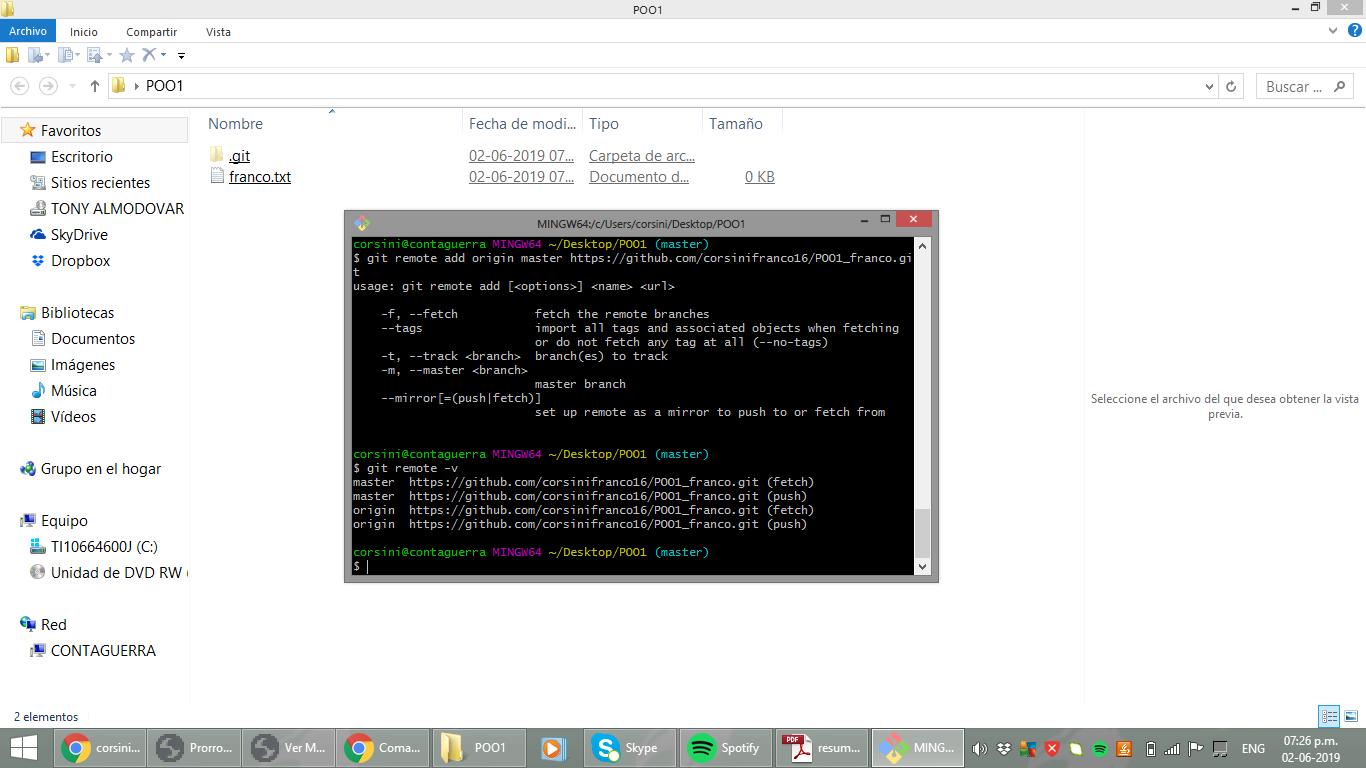 POO1
Archivo Inicio Compartir Vista
POO1 Buscar ...
Nombre Fecha de modi... Tipo Tamaño
.git 02-06-2019 07... Carpeta de arc...
franco.txt 02-06-2019 07... Documento d... 0 KB
Favoritos
Escritorio
Sitios recientes
TONY ALMODOVAR
SkyDrive
Dropbox
Bibliotecas
Documentos
Imágenes
Música
Vídeos
Grupo en el hogar
Equipo
TI10664600J (C:)
Unidad de DVD RW (
Red
CONTAGUERRA
MINGW64:/c/Users/corsini/Desktop/POO1
corsini@contaguerra MINGW64 ~/Desktop/POO1 (master)
$ git remote add origin master https://github.com/corsinifranco16/POO1_franco.gi
t
usage: git remote add [<options>] <name> <url>
-f, --fetch fetch the remote branches
--tags import all tags and associated objects when fetching
or do not fetch any tag at all (--no-tags)
-t, --track <branch> branch(es) to track
-m, --master <branch>
master branch
--mirror[=(push|fetch)]
set up remote as a mirror to push to or fetch from
corsini@contaguerra MINGW64 ~/Desktop/POO1 (master)
$ git remote -v
master https://github.com/corsinifranco16/POO1_franco.git (fetch)
master https://github.com/corsinifranco16/POO1_franco.git (push)
origin https://github.com/corsinifranco16/POO1_franco.git (fetch)
origin https://github.com/corsinifranco16/POO1_franco.git (push)
corsini@contaguerra MINGW64 ~/Desktop/POO1 (master)
$
Seleccione el archivo del que desea obtener la vista
previa.
2 elementos
corsini... Prorro... Ver M... Coma... POO1 Skype Spotify PDF resum... MING... ENG 07:26 p.m.
02-06-2019